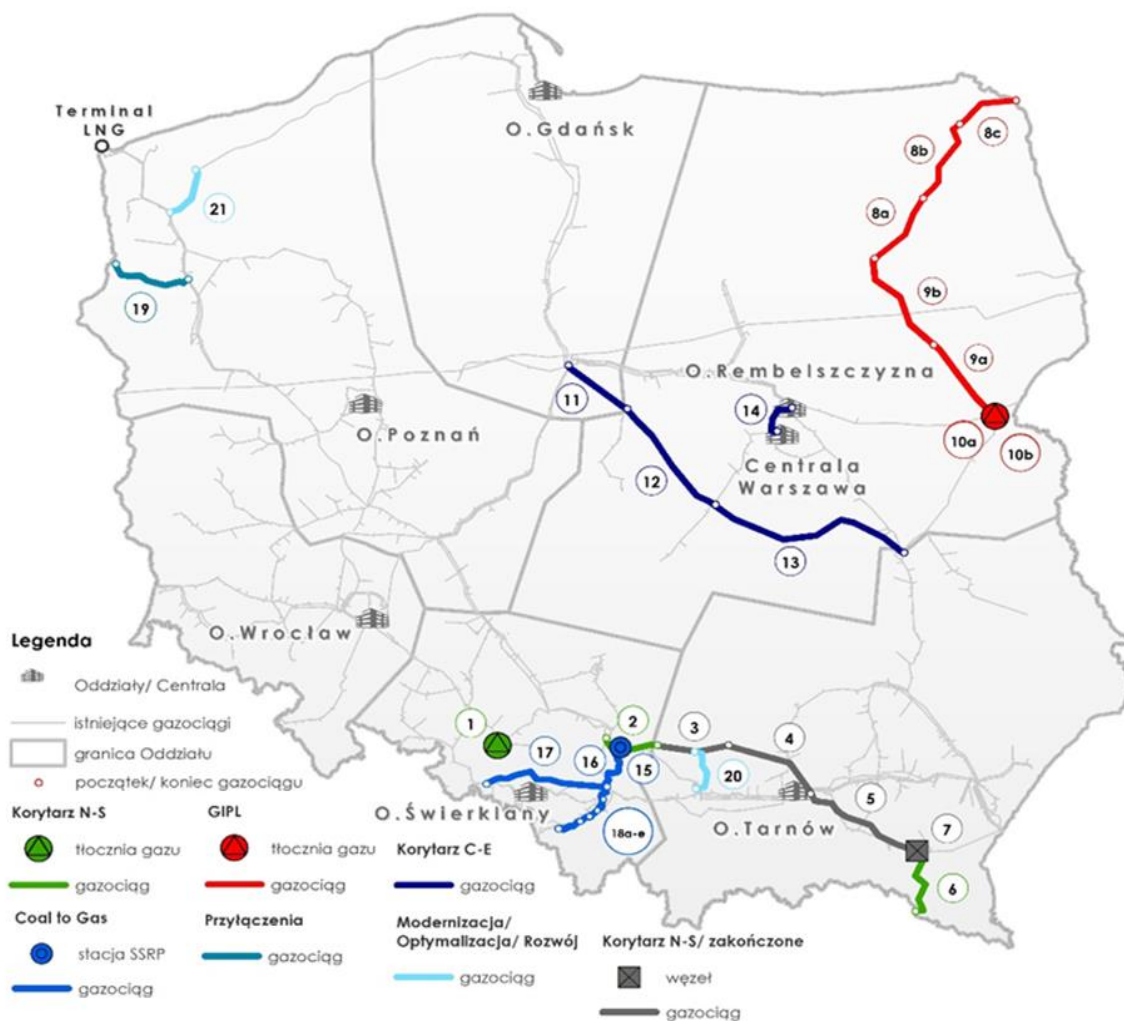 Terminal
LNG
O.Gdańsk
8c
8b
21
8a
19
9b
9a
O.Rembelszczyzna
11
14
O.Poznań
10a
10b
Centrala
Warszawa
12
13
O.Wrocław
Legenda
Oddziały/ Centrala
istniejące gazociągi
granica Oddziału
początek/ koniec gazociągu
1
2
3
4
17
16
15
20
5
O.Świerklany
18a-e
O.Tarnów
7
6
Korytarz N-S
tłocznia gazu
gazociąg
GIPL
tłocznia gazu
gazociąg
Korytarz C-E
gazociąg
Coal to Gas
stacja SSRP
gazociąg
Przyłączenia
gazociąg
Modernizacja/
Optymalizacja/ Rozwój
gazociąg
Korytarz N-S/ zakończone
węzeł
gazociąg